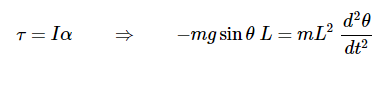 τ = Iα ⇒ −mg sin θ L = mL² d²θ/dt²